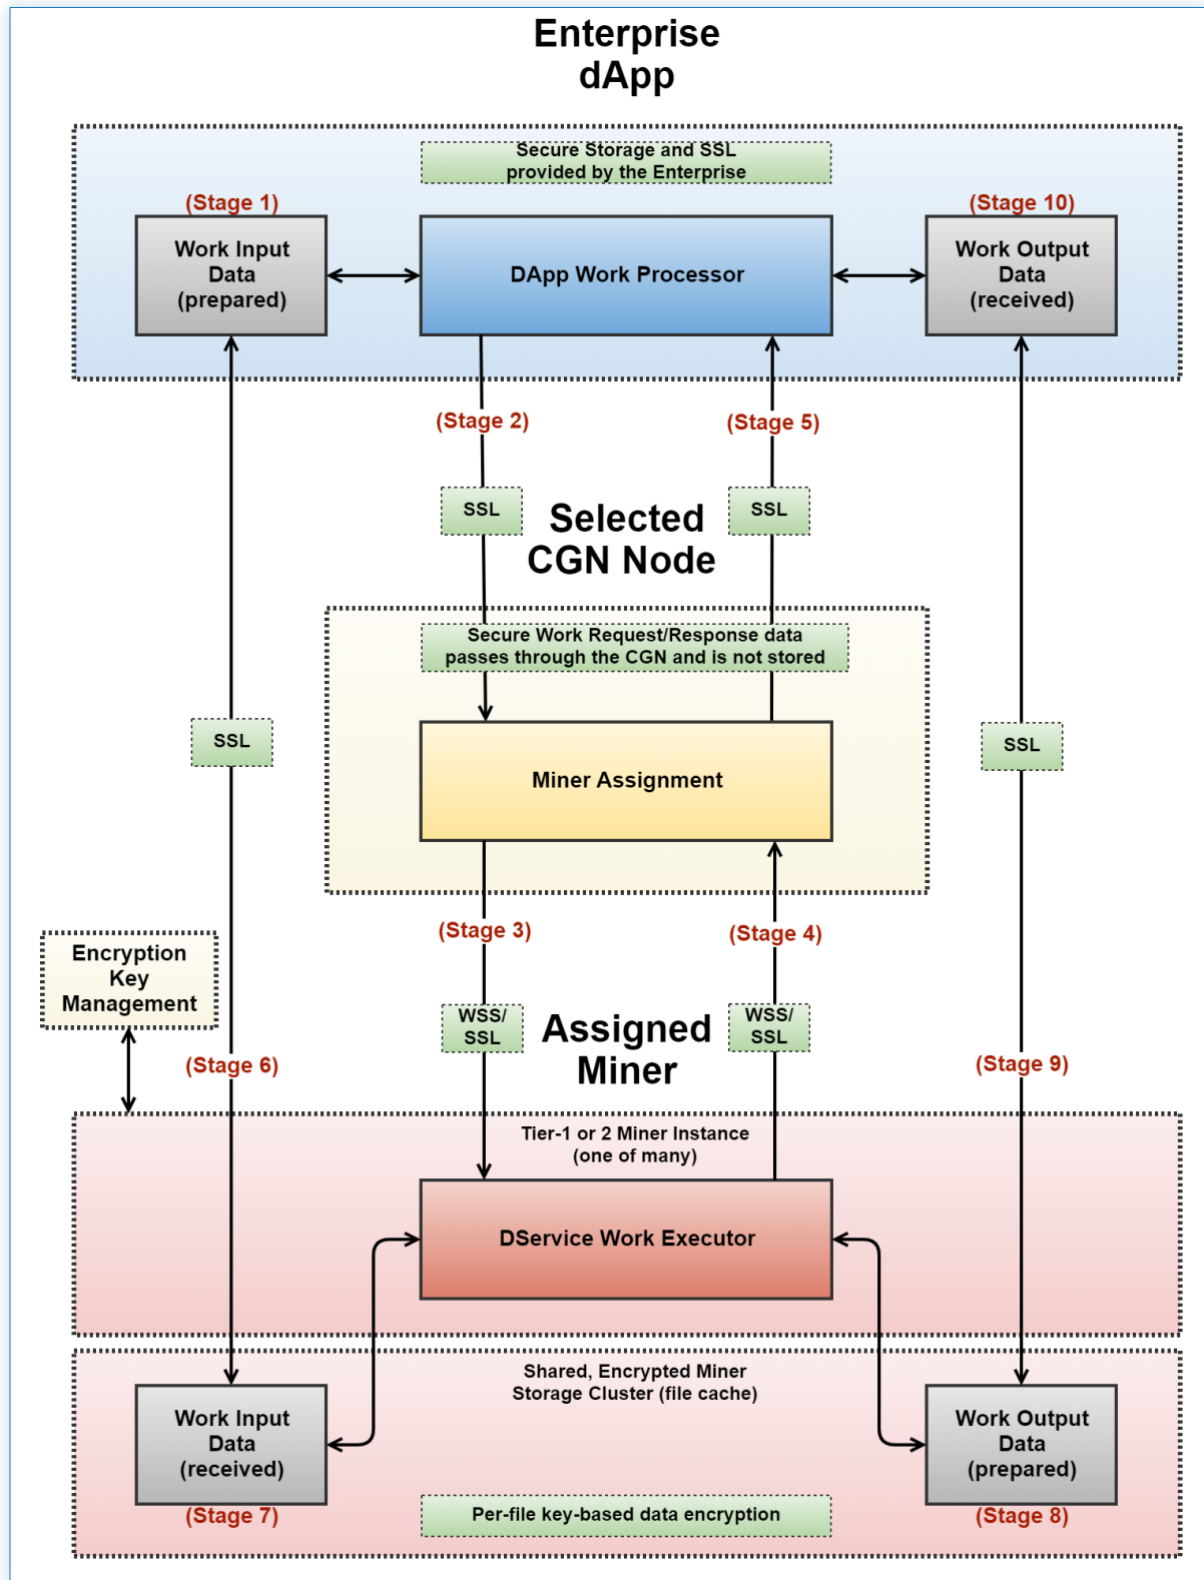 Enterprise
dApp
Secure Storage and SSL
provided by the Enterprise
(Stage 1)
Work Input
Data
(prepared)
DApp Work Processor
(Stage 10)
Work Output
Data
(received)
(Stage 2)
(Stage 5)
SSL
Selected
CGN Node
SSL
Secure Work Request/Response data
passes through the CGN and is not stored
SSL
Miner Assignment
SSL
(Stage 3)
(Stage 4)
Encryption
Key
Management
WSS/
SSL
Assigned
Miner
WSS/
SSL
(Stage 6)
(Stage 9)
Tier-1 or 2 Miner Instance
(one of many)
DService Work Executor
Shared, Encrypted Miner
Storage Cluster (file cache)
Work Input
Data
(received)
(Stage 7)
Work Output
Data
(prepared)
(Stage 8)
Per-file key-based data encryption